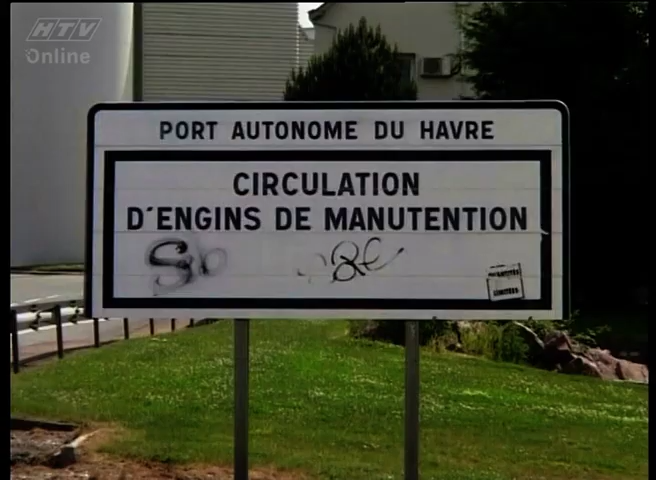 HTV
Online
PORT AUTONOME DU HAVRE
CIRCULATION
D'ENGINS DE MANUTENTION